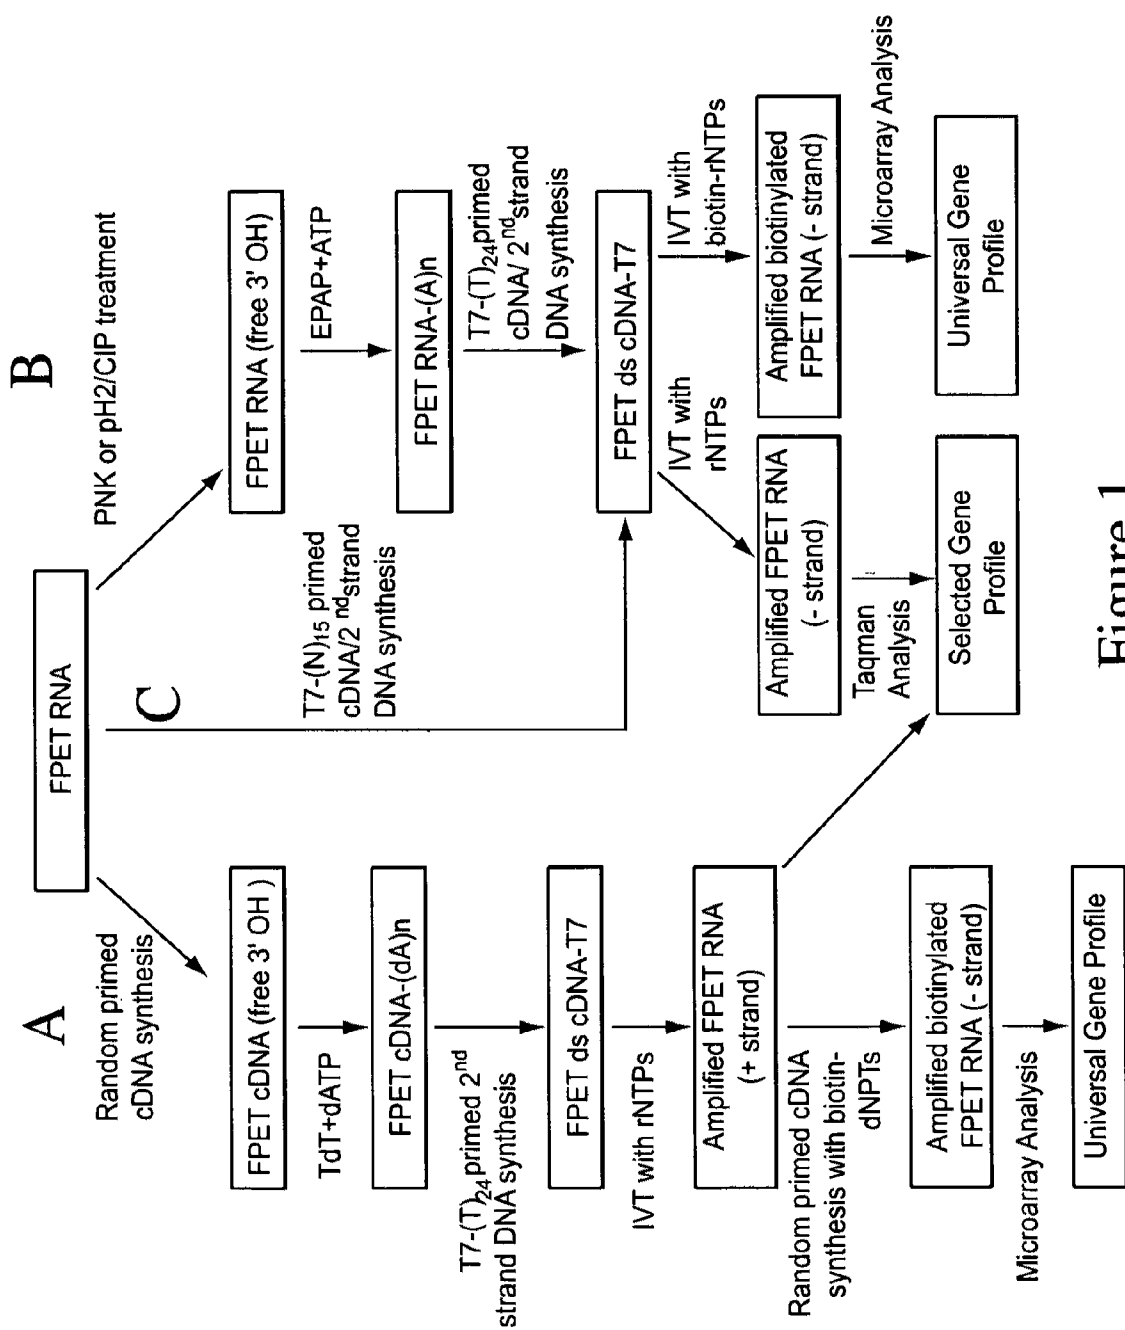 A
B
FPET RNA
Random primed
cDNA synthesis
C
PNK or pH2/CIP treatment
FPET cDNA (free 3' OH )
TdT+dATP
FPET cDNA-(dA)n
T7-(T)24 primed 2nd
strand DNA synthesis
FPET ds cDNA-T7
IVT with rNTPs
Amplified FPET RNA
(+ strand)
Random primed cDNA
synthesis with biotin-
dNPTs
Amplified biotinylated
FPET RNA (- strand)
Microarray Analysis
Universal Gene Profile
T7-(N)15 primed
cDNA/2 nd strand
DNA synthesis
FPET RNA (free 3' OH)
EPAP+ATP
FPET RNA-(A)n
T7-(T)24 primed
cDNA/ 2nd strand
DNA synthesis
FPET ds cDNA-T7
IVT with
rNTPs
Amplified FPET RNA
(- strand)
Taqman
Analysis
Selected Gene
Profile
IVT with
biotin-rNTPs
Amplified biotinylated
FPET RNA (- strand)
Microarray Analysis
Universal Gene
Profile
Figure 1